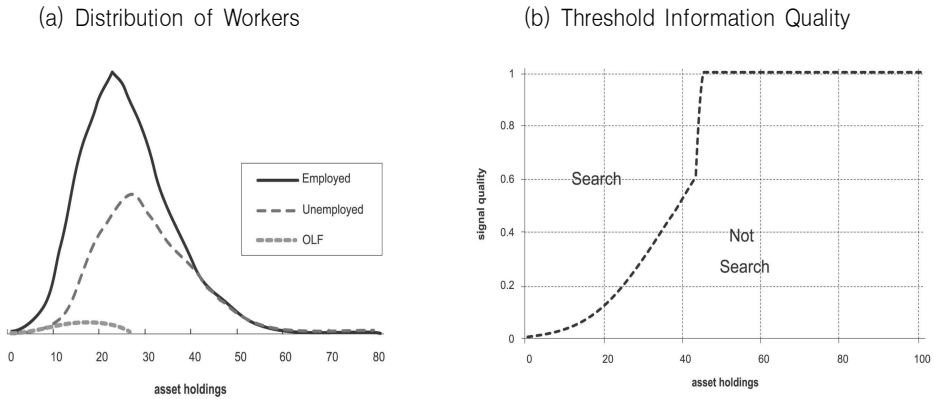 (a) Distribution of Workers
Employed
Unemployed
OLF
0 10 20 30 40 50 60 70 80
asset holdings
(b) Threshold Information Quality
1
0.8
0.6
0.4
0.2
0
signal quality
Search
Not
Search
0 20 40 60 80 100
asset holdings